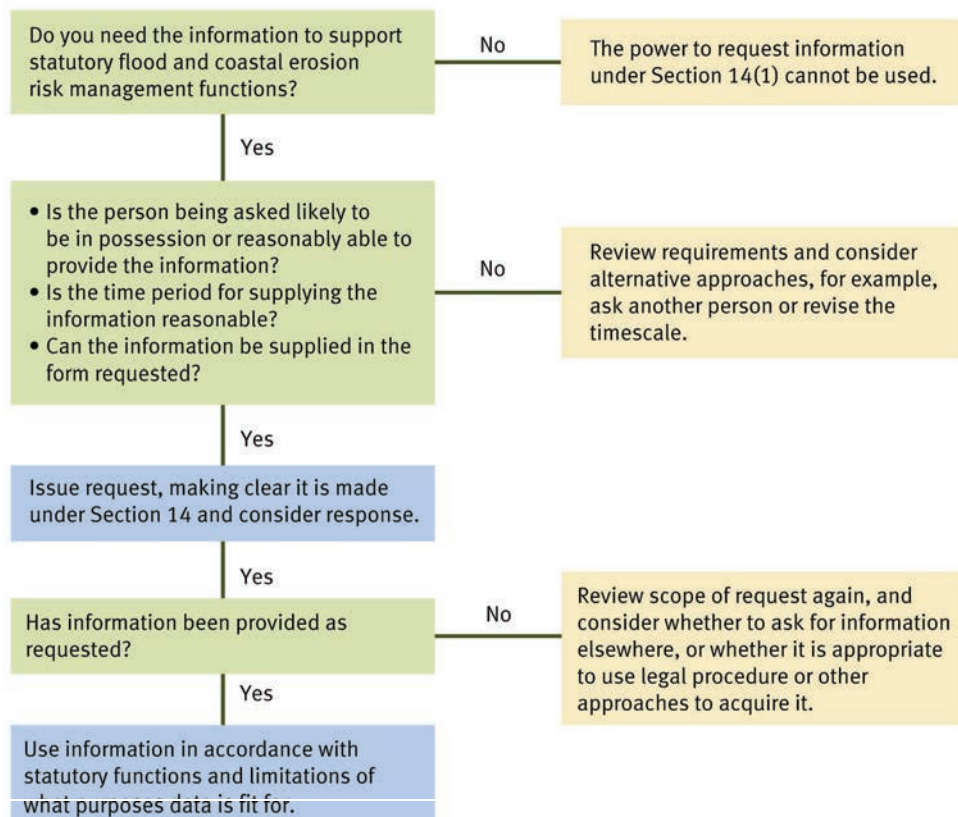 Do you need the information to support
statutory flood and coastal erosion
risk management functions?
No
The power to request information
under Section 14(1) cannot be used.
Yes
• Is the person being asked likely to
be in possession or reasonably able to
provide the information?
• Is the time period for supplying the
information reasonable?
• Can the information be supplied in the
form requested?
No
Review requirements and consider
alternative approaches, for example,
ask another person or revise the
timescale.
Yes
Issue request, making clear it is made
under Section 14 and consider response.
Yes
Has information been provided as
requested?
No
Review scope of request again, and
consider whether to ask for information
elsewhere, or whether it is appropriate
to use legal procedure or other
approaches to acquire it.
Yes
Use information in accordance with
statutory functions and limitations of
what purposes data is fit for.